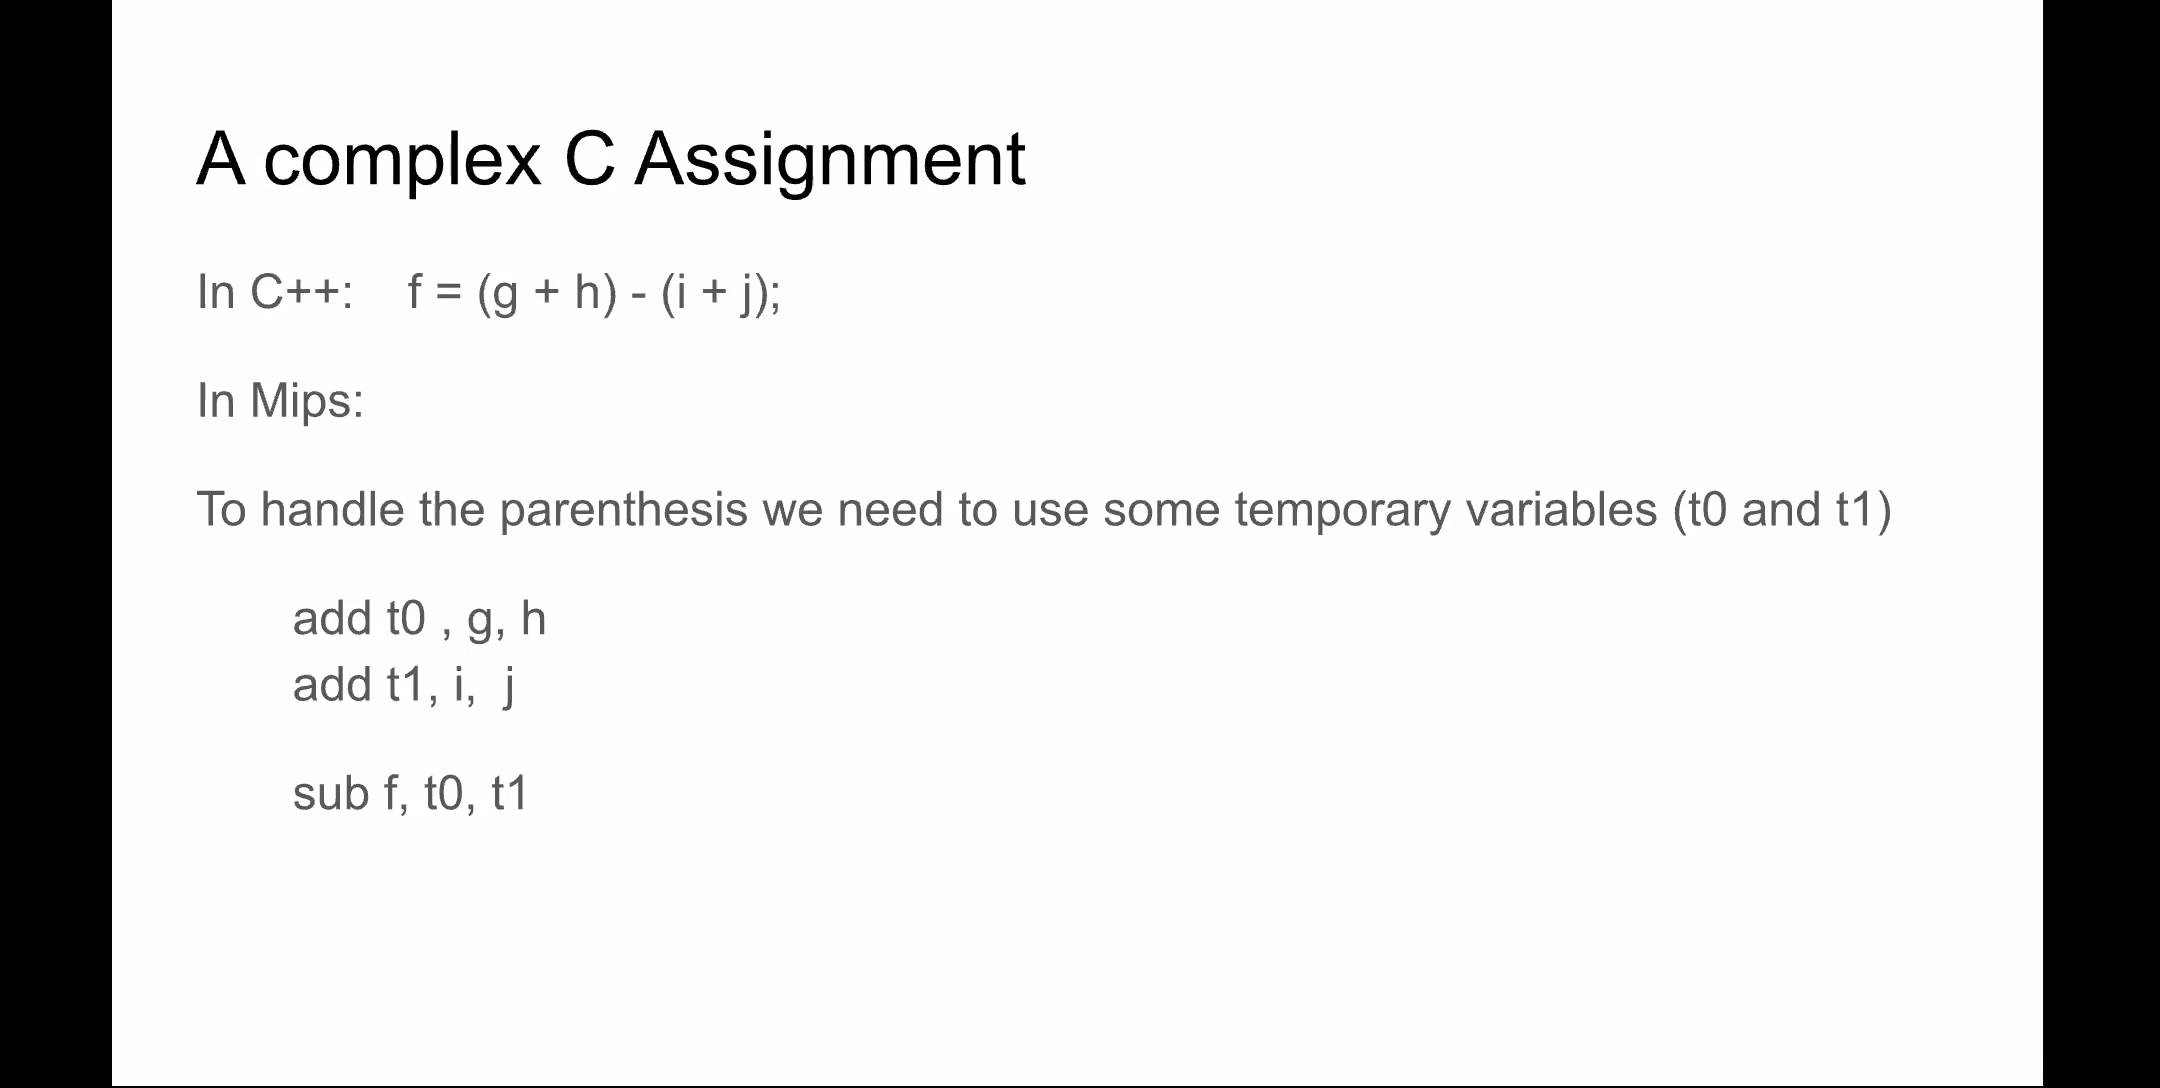 A complex C Assignment
In C++: f = (g + h) - (i + j);
In Mips:
To handle the parenthesis we need to use some temporary variables (t0 and t1)
add t0 , g, h
add t1, i, j
sub f, t0, t1